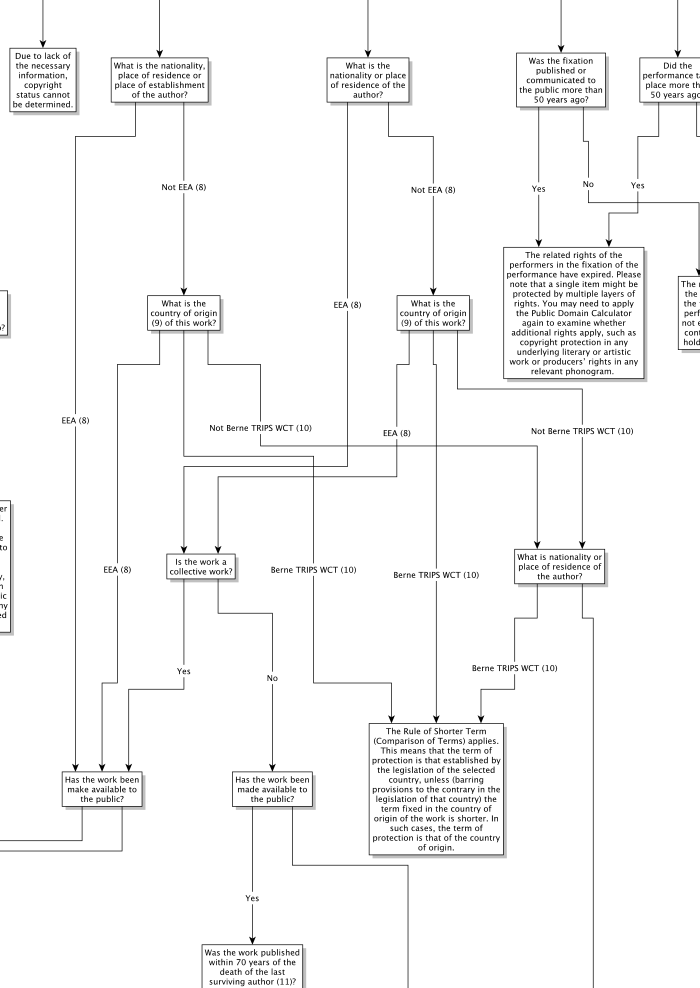 Due to lack of
the necessary
information,
copyright
status cannot
be determined.
What is the nationality,
place of residence or
place of establishment
of the author?
What is the
nationality or place
of residence of the
author?
Was the fixation
published or
communicated to
the public more than
50 years ago?
Did the
performance
place more
50 years ago
Not EEA (8)
Not EEA (8)
Yes
No
Yes
The related rights of the
performers in the fixation of the
performance have expired. Please
note that a single item might be
protected by multiple layers of
rights. You may need to apply
the Public Domain Calculator
again to examine whether
additional rights apply, such as
copyright protection in any
underlying literary or artistic
work or producers' rights in any
relevant phonogram.
The
the
the
not
?
What is the
country of origin
(9) of this work?
EEA (8)
What is the
country of origin
(9) of this work?
EEA (8)
Not Berne TRIPS WCT (10)
EEA (8)
Not Berne TRIPS WCT (10)
er
.
e
to
y,
n
ic
ny
ed
EEA (8)
Is the work a
collective work?
Berne TRIPS WCT (10)
Berne TRIPS WCT (10)
What is nationality or
place of residence of
the author?
Yes
No
Berne TRIPS WCT (10)
The Rule of Shorter Term
(Comparison of Terms) applies.
This means that the term of
protection is that established by
the legislation of the selected
country, unless (barring
provisions to the contrary in the
legislation of that country) the
term fixed in the country of
origin of the work is shorter. In
such cases, the term of
protection is that of the country
of origin.
Has the work been
make available to
the public?
Has the work been
made available to
the public?
Yes
Was the work published
within 70 years of the
death of the last
surviving author (11)?